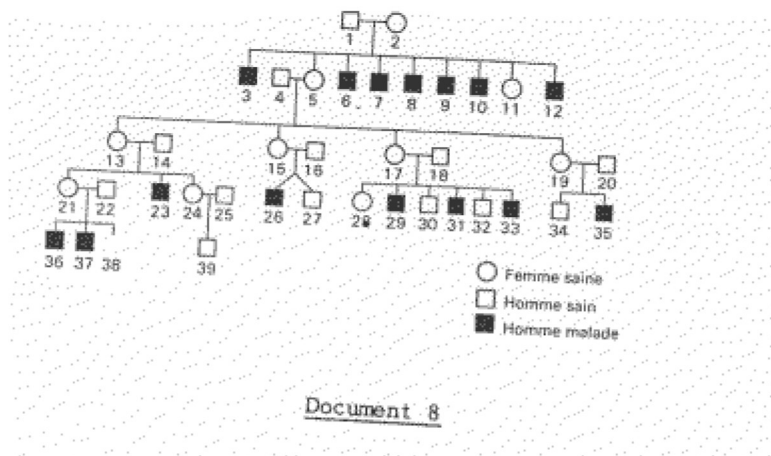 1 2
3 4 5 6 7 8 9 10 11 12
13 14 15 16 17 18 19 20
21 22 23 24 25 26 27 28 29 30 31 32 33 34 35
36 37 38 39
Femme saine
Homme sain
Homme malade
Document 8